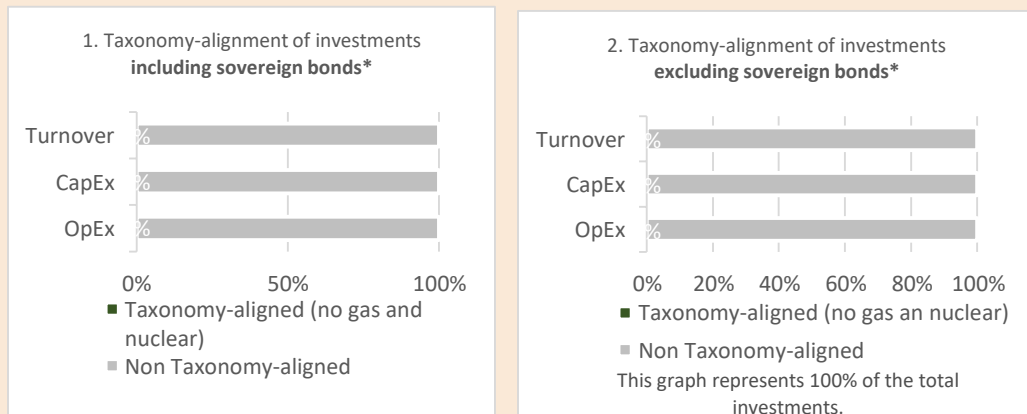 1. Taxonomy-alignment of investments
including sovereign bonds*
Turnover
%
CapEx
%
OpEx
%
0%
50%
100%
Taxonomy-aligned (no gas and
nuclear)
Non Taxonomy-aligned
2. Taxonomy-alignment of investments
excluding sovereign bonds*
Turnover
%
CapEx
%
OpEx
%
0%
20%
40%
60%
80%
100%
Taxonomy-aligned (no gas an nuclear)
Non Taxonomy-aligned
This graph represents 100% of the total
investments.